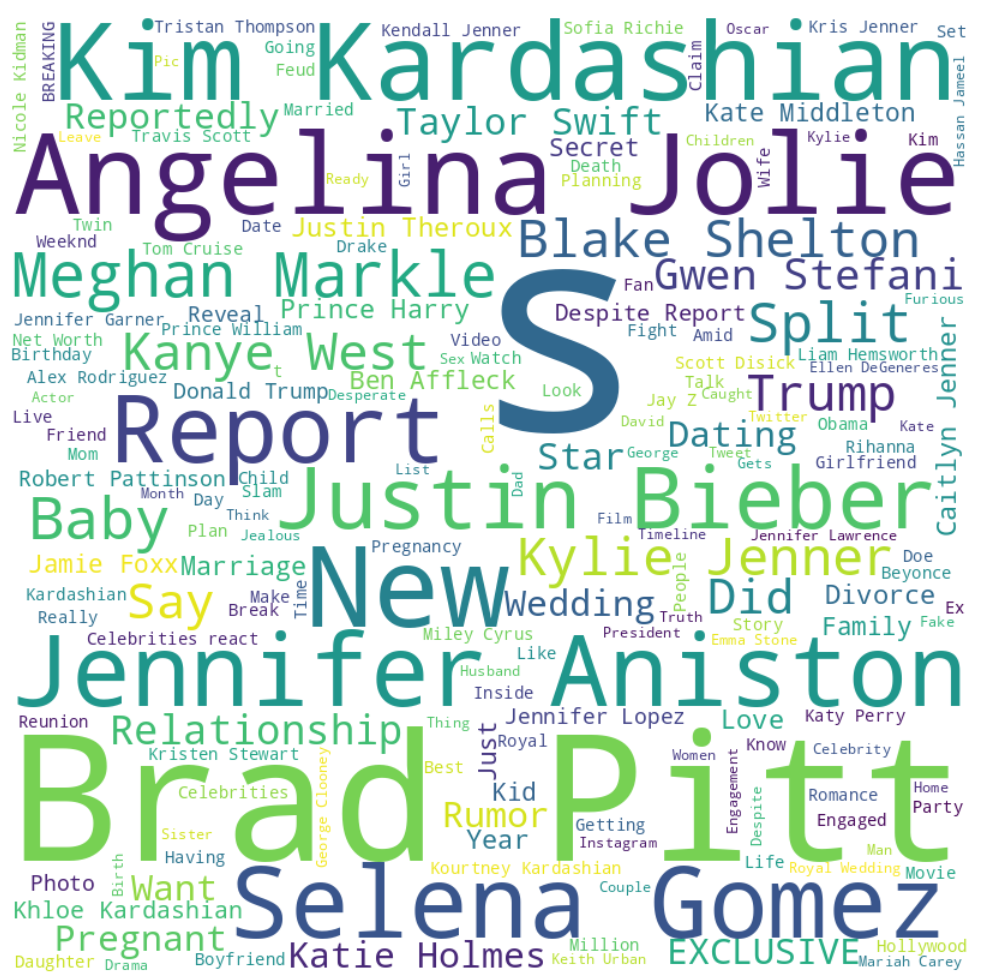 Tristan Thompson
Kendall Jenner
Sofia Richie
Oscar
Kris Jenner
Set
Nicole Kidman
BREAKING
Kim Kardashian
Going
Pic
Feud
Claim
Hassan Jameel
Reportedly
Married
Taylor Swift
Kate Middleton
Leave
Travis Scott
Secret
Children
Kylie
Kim
Angelina Jolie
Girl
Death
Wife
Ready
Planning
Twin
Date
Justin Theroux
Blake Shelton
Weeknd
Tom Cruise
Drake
Meghan Markle
Gwen Stefani
Fan
S
Prince Harry
Despite Report
Split
Furious
Jennifer Garner
Reveal
Prince William
Fight
Amid
Net Worth
Kanye West
Video
Birthday
t
Sex
Watch
Scott Disick
Liam Hemsworth
Caitlyn Jenner
Alex Rodriguez
Donald Trump
Ben Affleck
Talk
Ellen DeGeneres
Actor
Desperate
Look
Jay Z
Caught
Trump
Live
Report
Calls
David
Twitter
Obama
Kate
Friend
Star
Dating
Rihanna
Mom
George
Tweet
Gets
Girlfriend
Robert Pattinson
Child
List
Dad
Month
Day
Slam
Justin Bieber
Baby
Think
Film
Plan
Jealous
Timeline
Jennifer Lawrence
Jamie Foxx
Marriage
Pregnancy
Kylie Jenner
Doe
People
Beyonce
Kardashian
Say
Make
Time
New
Wedding
Did
Divorce
Really
Break
Truth
Ex
Celebrities react
Miley Cyrus
President
Emma Stone
Story
Family
Fake
Jennifer Aniston
Like
Husband
Inside
Reunion
Relationship
Thing
Just
Jennifer Lopez
Love
Katy Perry
Kristen Stewart
Royal
Women
Engagement
Know
Celebrity
George Clooney
Best
Brad Pitt
Celebrities
Kid
Despite
Romance
Home
Party
Sister
Rumor
Year
Getting
Engaged
Having
Instagram
Man
Photo
Birth
Want
Kourtney Kardashian
Life
Royal Wedding
Movie
Selena Gomez
Couple
Khloe Kardashian
Pregnant
Million
EXCLUSIVE
Hollywood
Daughter
Drama
Boyfriend
Katie Holmes
Keith Urban
Mariah Carey